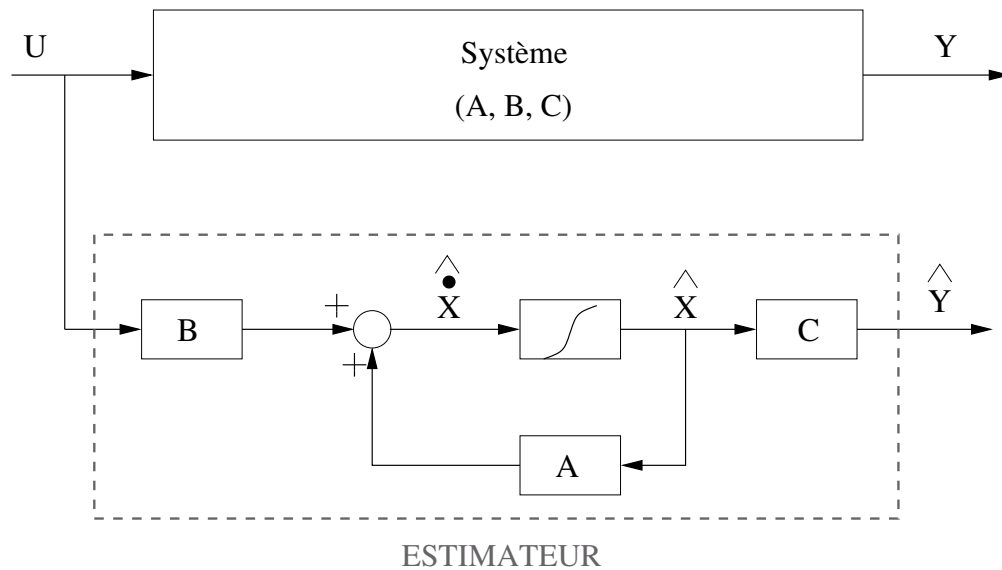 U
Système
Y
(A, B, C)
X̂̇
X̂
Ŷ
+
B
C
+
A
ESTIMATEUR